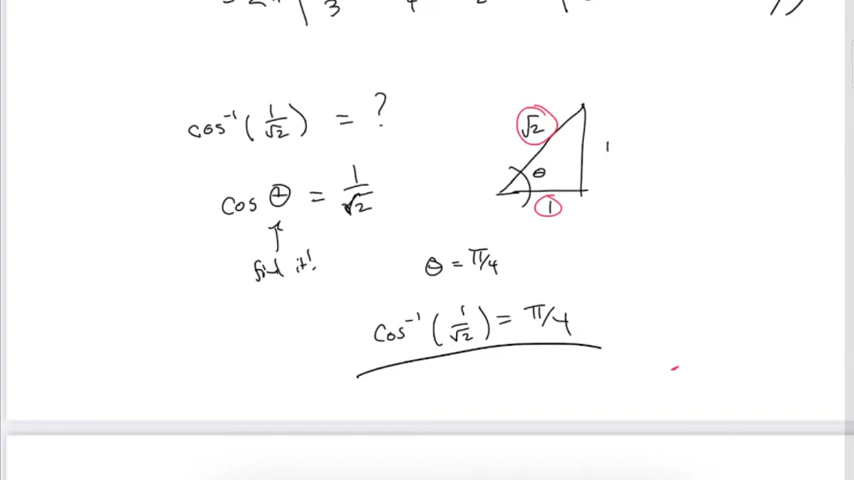 cos⁻¹(1/√2) = ?
√2
θ
1
1
cos θ = 1/√2
find it!
θ = π/4
cos⁻¹(1/√2) = π/4